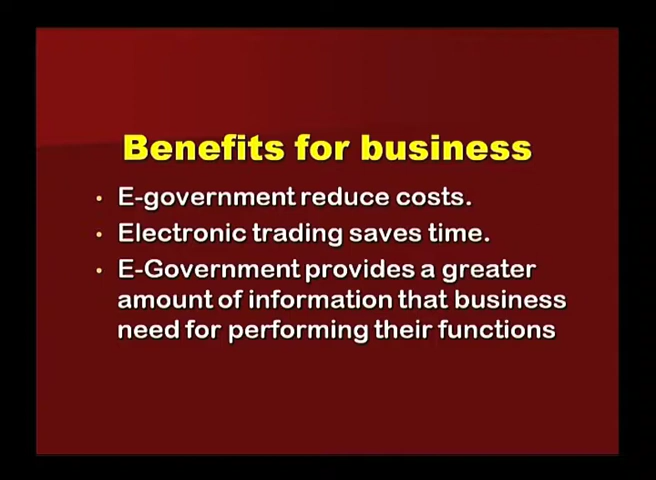 Benefits for business
• E-government reduce costs.
• Electronic trading saves time.
• E-Government provides a greater
amount of information that business
need for performing their functions